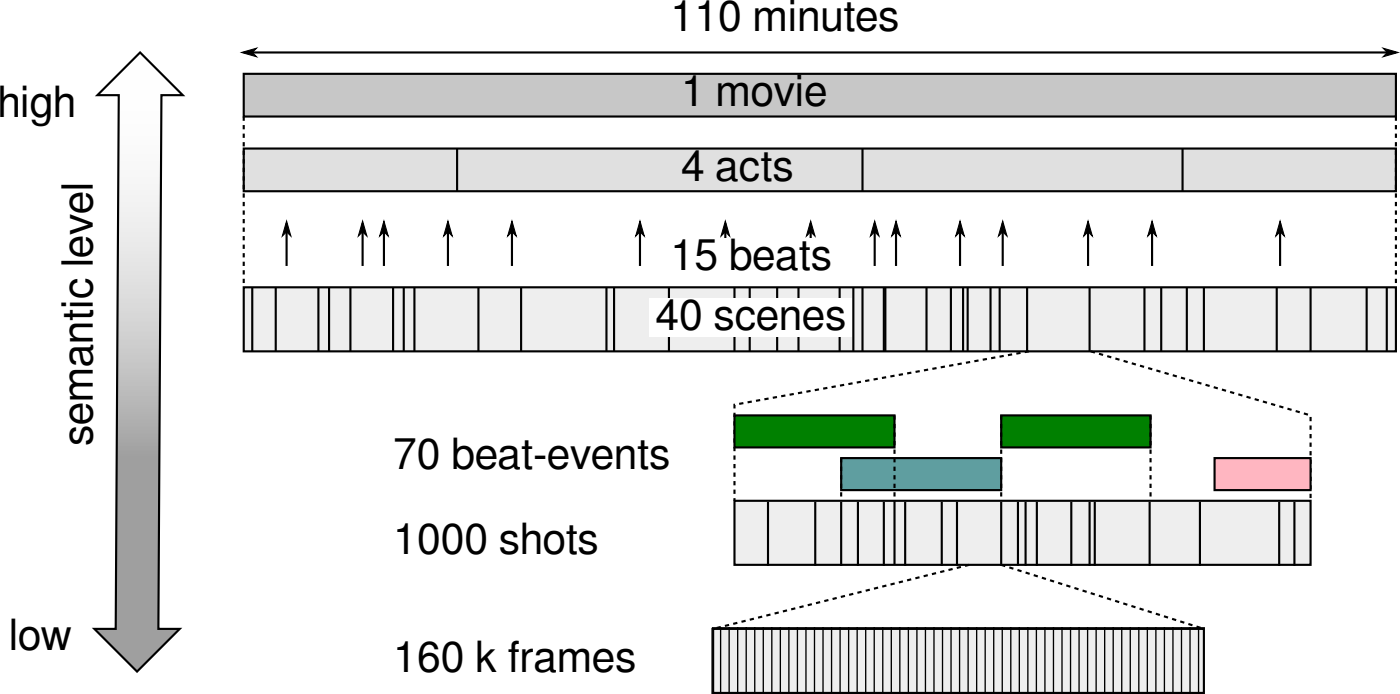 110 minutes
high
1 movie
4 acts
semantic level
15 beats
40 scenes
70 beat-events
1000 shots
low
160 k frames